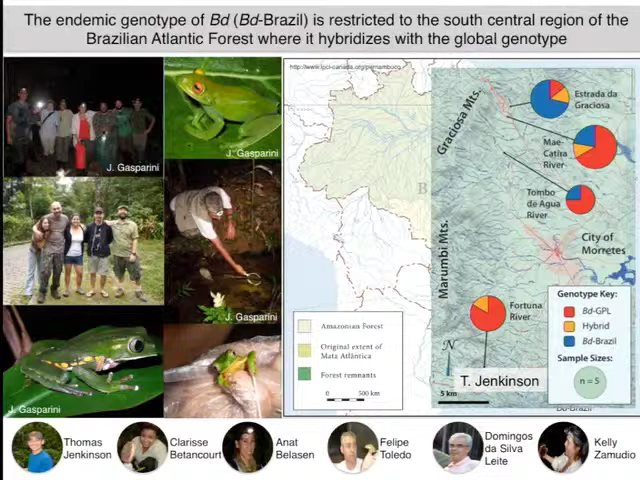 The endemic genotype of Bd (Bd-Brazil) is restricted to the south central region of the
Brazilian Atlantic Forest where it hybridizes with the global genotype
J. Gasparini
J. Gasparini
J. Gasparini
J. Gasparini
Amazonian Forest
Original extent of
Mata Atlântica
Forest remnants
0 500 km
B
Graciosa Mts.
Marumbi Mts.
Estrada da
Graciosa
Mae-
Catira
River
Tombo
de Agua
River
City of
Morretes
Fortuna
River
N
5 km
Genotype Key:
Bd-GPL
Hybrid
Bd-Brazil
Sample Sizes:
n = 5
T. Jenkinson
Bd-Brazil
Thomas
Jenkinson
Clarisse
Betancourt
Anat
Belasen
Felipe
Toledo
Domingos
da Silva
Leite
Kelly
Zamudio